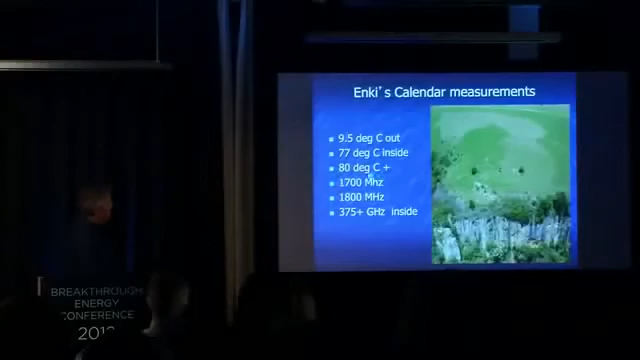 Enki's Calendar measurements
9.5 deg C out
77 deg C inside
80 deg C +
1700 Mhz
1800 MHz
375+ GHz inside
BREAKTHROUGH
ENERGY
CONFERENCE